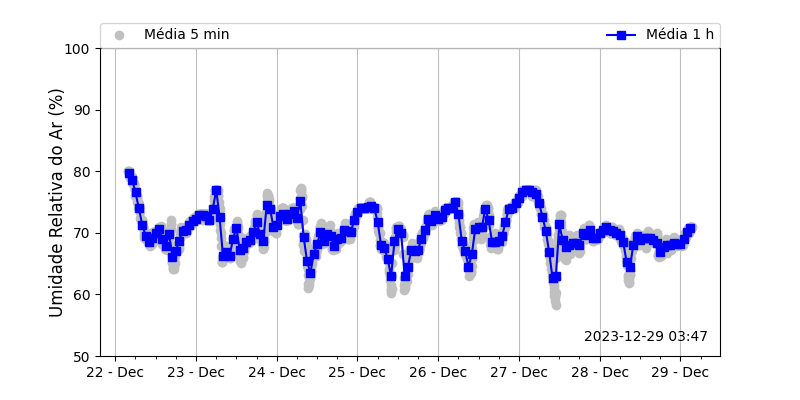 Média 5 min
Média 1 h
Umidade Relativa do Ar (%)
100
90
80
70
60
50
2023-12-29 03:47
22 - Dec
23 - Dec
24 - Dec
25 - Dec
26 - Dec
27 - Dec
28 - Dec
29 - Dec